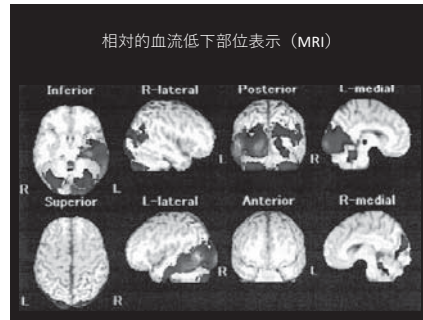 相対的血流低下部位表示（MRI）
Inferior R-lateral Posterior L-medial
R L L R
Superior L-lateral Anterior R-medial
L R R L